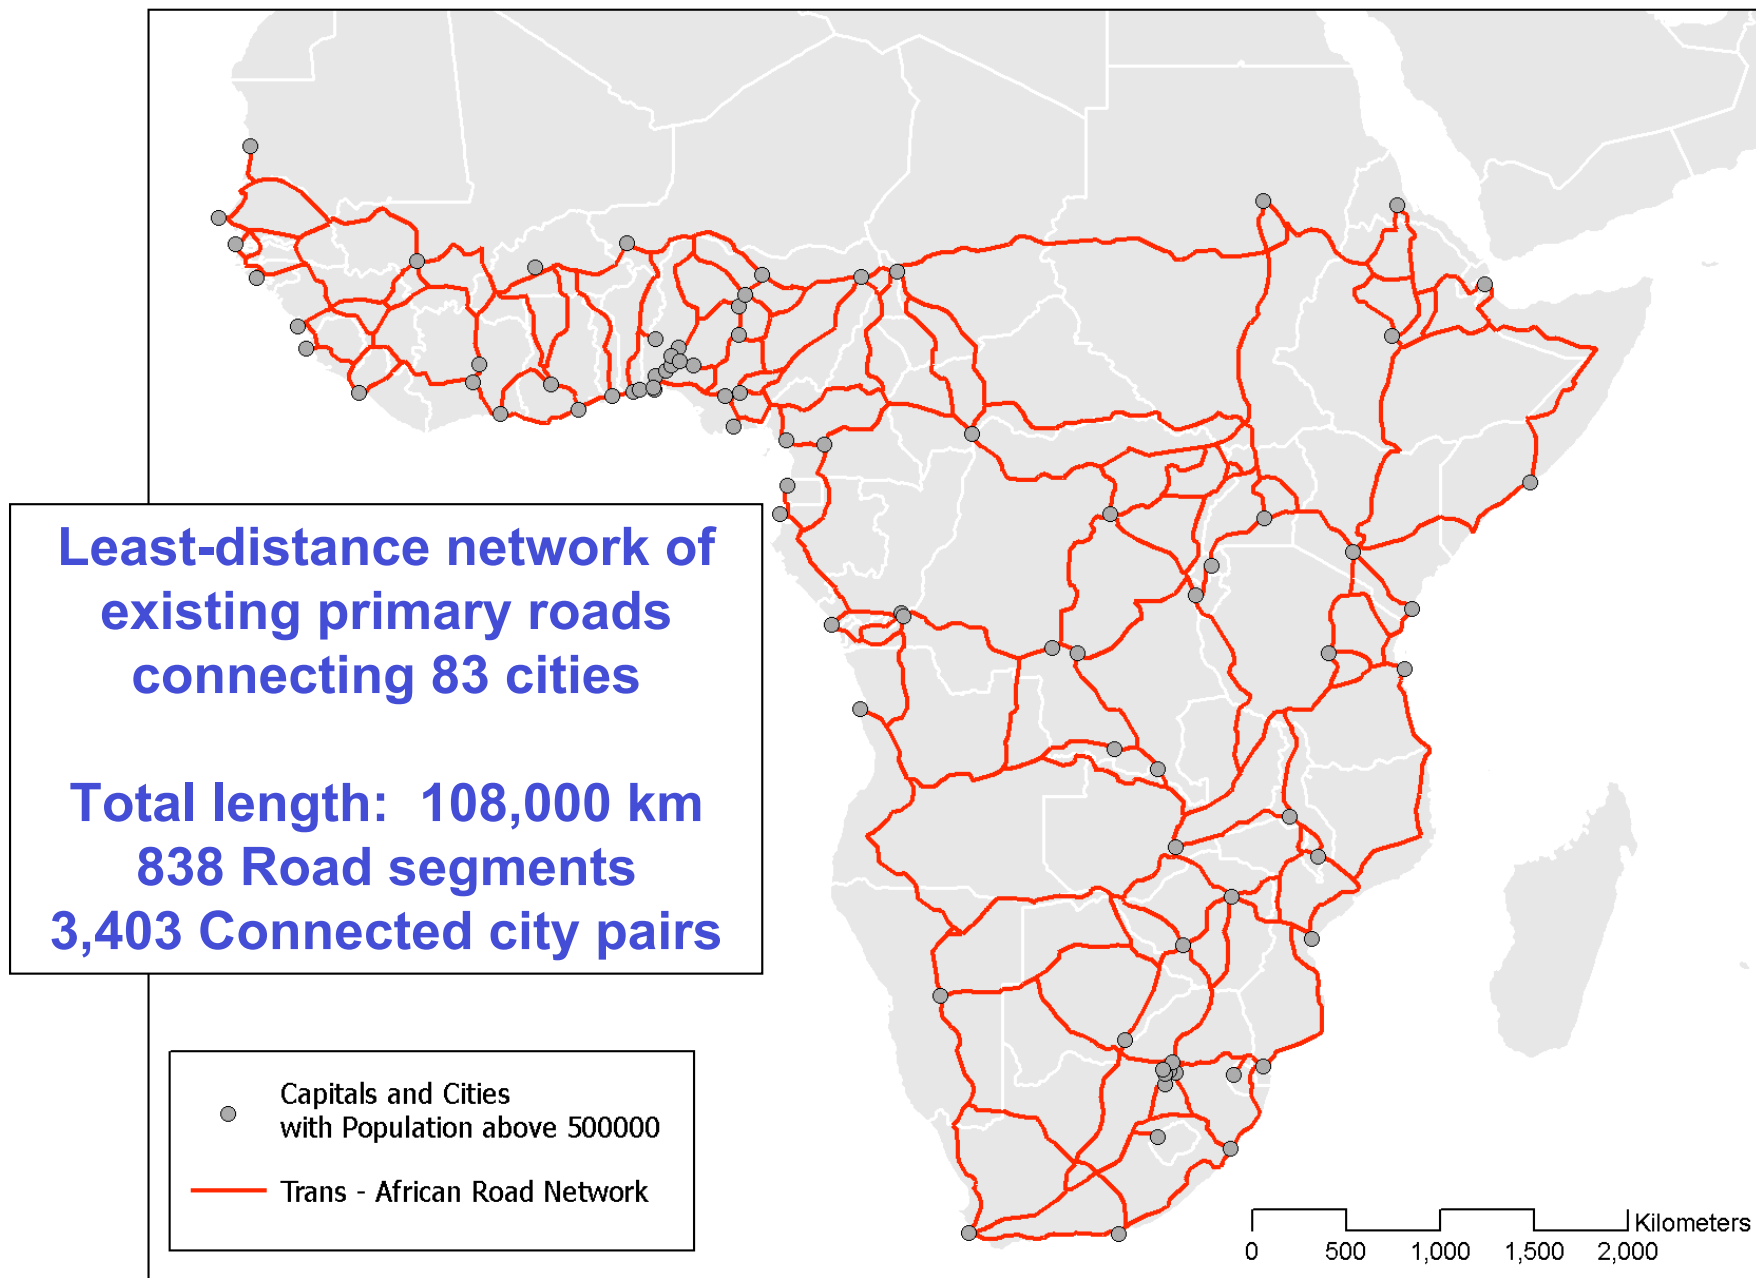 Least-distance network of
existing primary roads
connecting 83 cities
Total length:  108,000 km
838 Road segments
3,403 Connected city pairs
Capitals and Cities
with Population above 500000
Trans - African Road Network
Kilometers
0 500 1,000 1,500 2,000